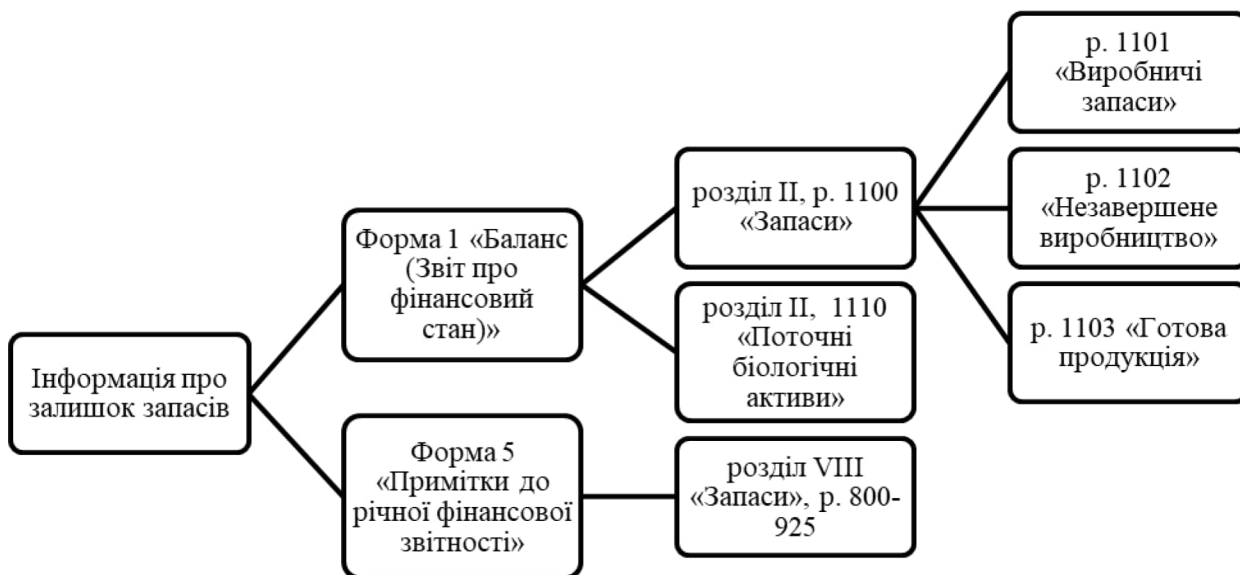 Інформація про
залишок запасів
Форма 1 «Баланс
(Звіт про
фінансовий
стан)»
розділ ІІ, р. 1100
«Запаси»
р. 1101
«Виробничі
запаси»
р. 1102
«Незавершене
виробництво»
р. 1103 «Готова
продукція»
розділ ІІ, 1110
«Поточні
біологічні
активи»
Форма 5
«Примітки до
річної фінансової
звітності»
розділ VIII
«Запаси», р. 800-
925